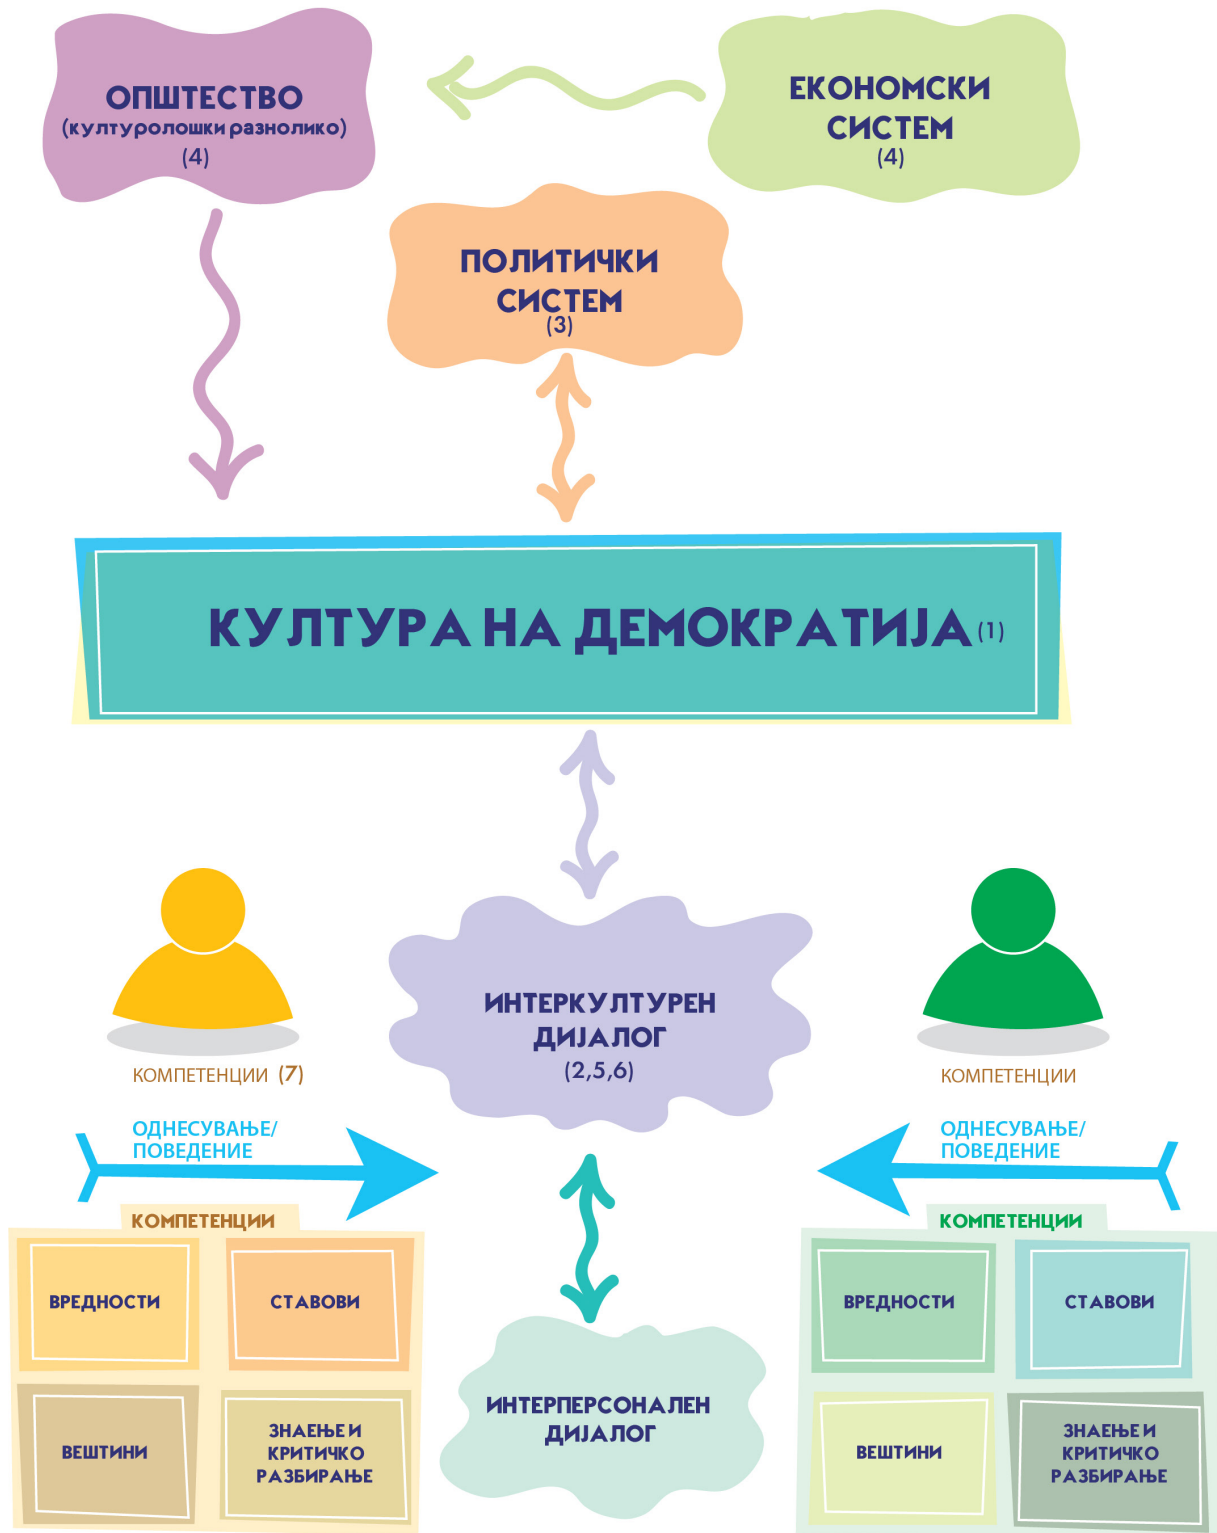 ОПШТЕСТВО
(културолошки разнолико)
(4)
ЕКОНОМСКИ
СИСТЕМ
(4)
ПОЛИТИЧКИ
СИСТЕМ
(3)
КУЛТУРА НА ДЕМОКРАТИЈА (1)
ИНТЕРКУЛТУРЕН
ДИЈАЛОГ
(2,5,6)
КОМПЕТЕНЦИИ (7)
ОДНЕСУВАЊЕ/
ПОВЕДЕНИЕ
КОМПЕТЕНЦИИ
ВРЕДНОСТИ
СТАВОВИ
ВЕШТИНИ
ЗНАЕЊЕ И
КРИТИЧКО
РАЗБИРАЊЕ
ИНТЕРПЕРСОНАЛЕН
ДИЈАЛОГ
КОМПЕТЕНЦИИ
ОДНЕСУВАЊЕ/
ПОВЕДЕНИЕ
КОМПЕТЕНЦИИ
ВРЕДНОСТИ
СТАВОВИ
ВЕШТИНИ
ЗНАЕЊЕ И
КРИТИЧКО
РАЗБИРАЊЕ